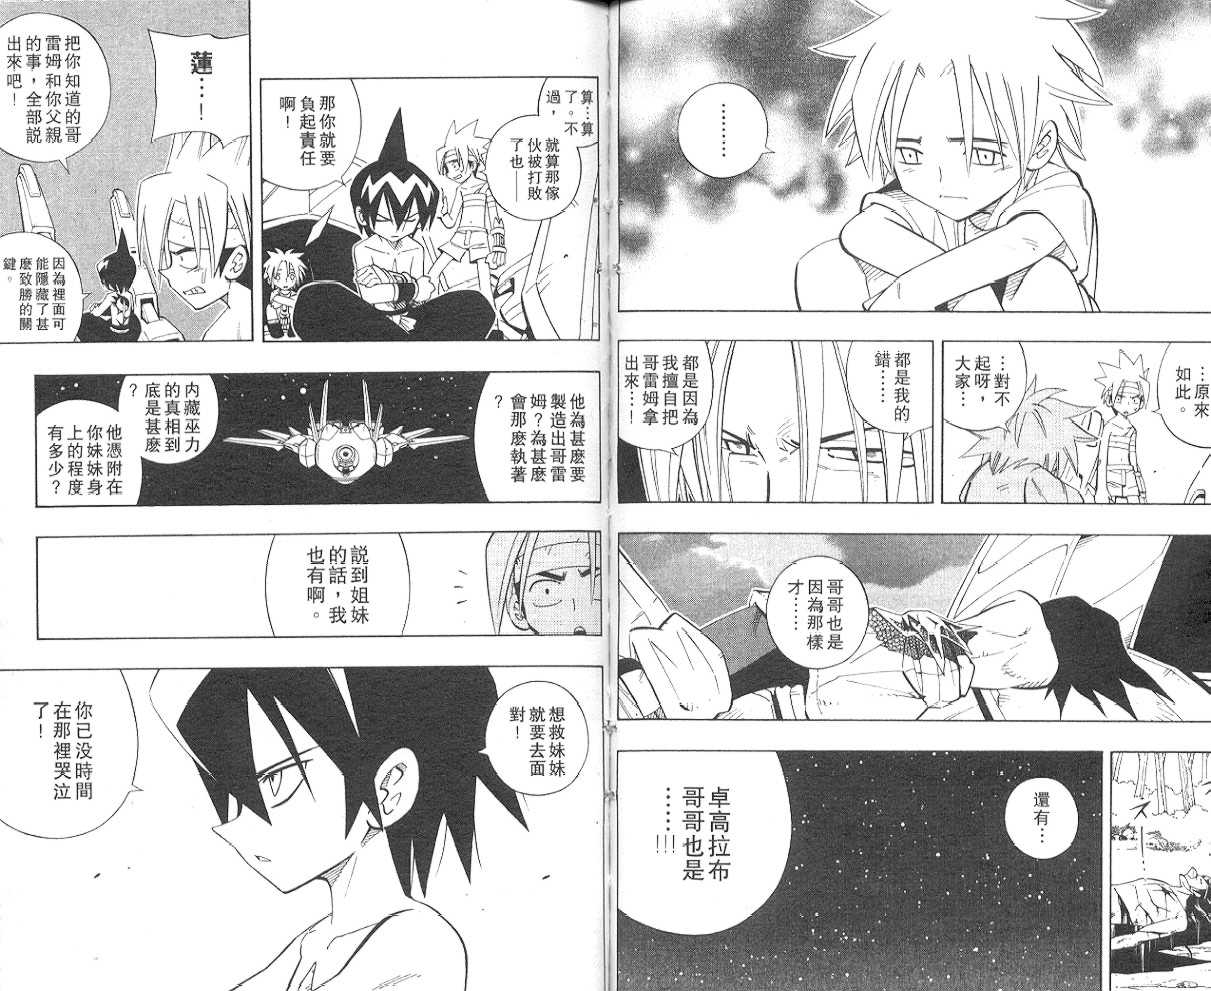 ………
…原來
如此。
…對不
起呀，
大家…
都是我的
錯……
都是因為
我擅自把
哥雷姆拿
出來…！
哥哥也是
因為那樣
才……
還有…
卓高拉布
哥哥也是
……!!!
算…算
了。不
過，
就算那傢
伙被打敗
了也——
那你就要
負起責任
啊！
蓮…！
把你知道的哥
雷姆和你父親
的事，全部説
出來吧！
因為裡面可
能隱藏了甚
麼致勝的關
鍵。
他為甚麼要
製造出哥雷
姆？為甚麼
會那麼執著
？
內藏巫力
的真相到
底是甚麼
？
他憑附在
你妹妹身
上的程度
有多少？
説到姐妹
的話，我
也有啊。
想救妹妹
就要去面
對！
你已没時間
在那裡哭泣
了！